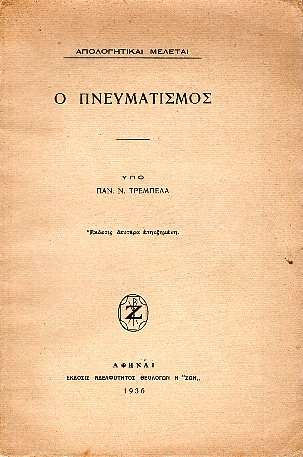 ΑΠΟΛΟΓΗΤΙΚΑΙ ΜΕΛΕΤΑΙ
Ο ΠΝΕΥΜΑΤΙΣΜΟΣ
ΥΠΟ
ΠΑΝ. Ν. ΤΡΕΜΠΕΛΑ
Ἔκδοσις δευτέρα ἐπηυξημένη.
Ζ
ΑΘΗΝΑΙ
ΕΚΔΟΣΙΣ ΑΔΕΛΦΟΤΗΤΟΣ ΘΕΟΛΟΓΩΝ Η "ΖΩΗ„
1936